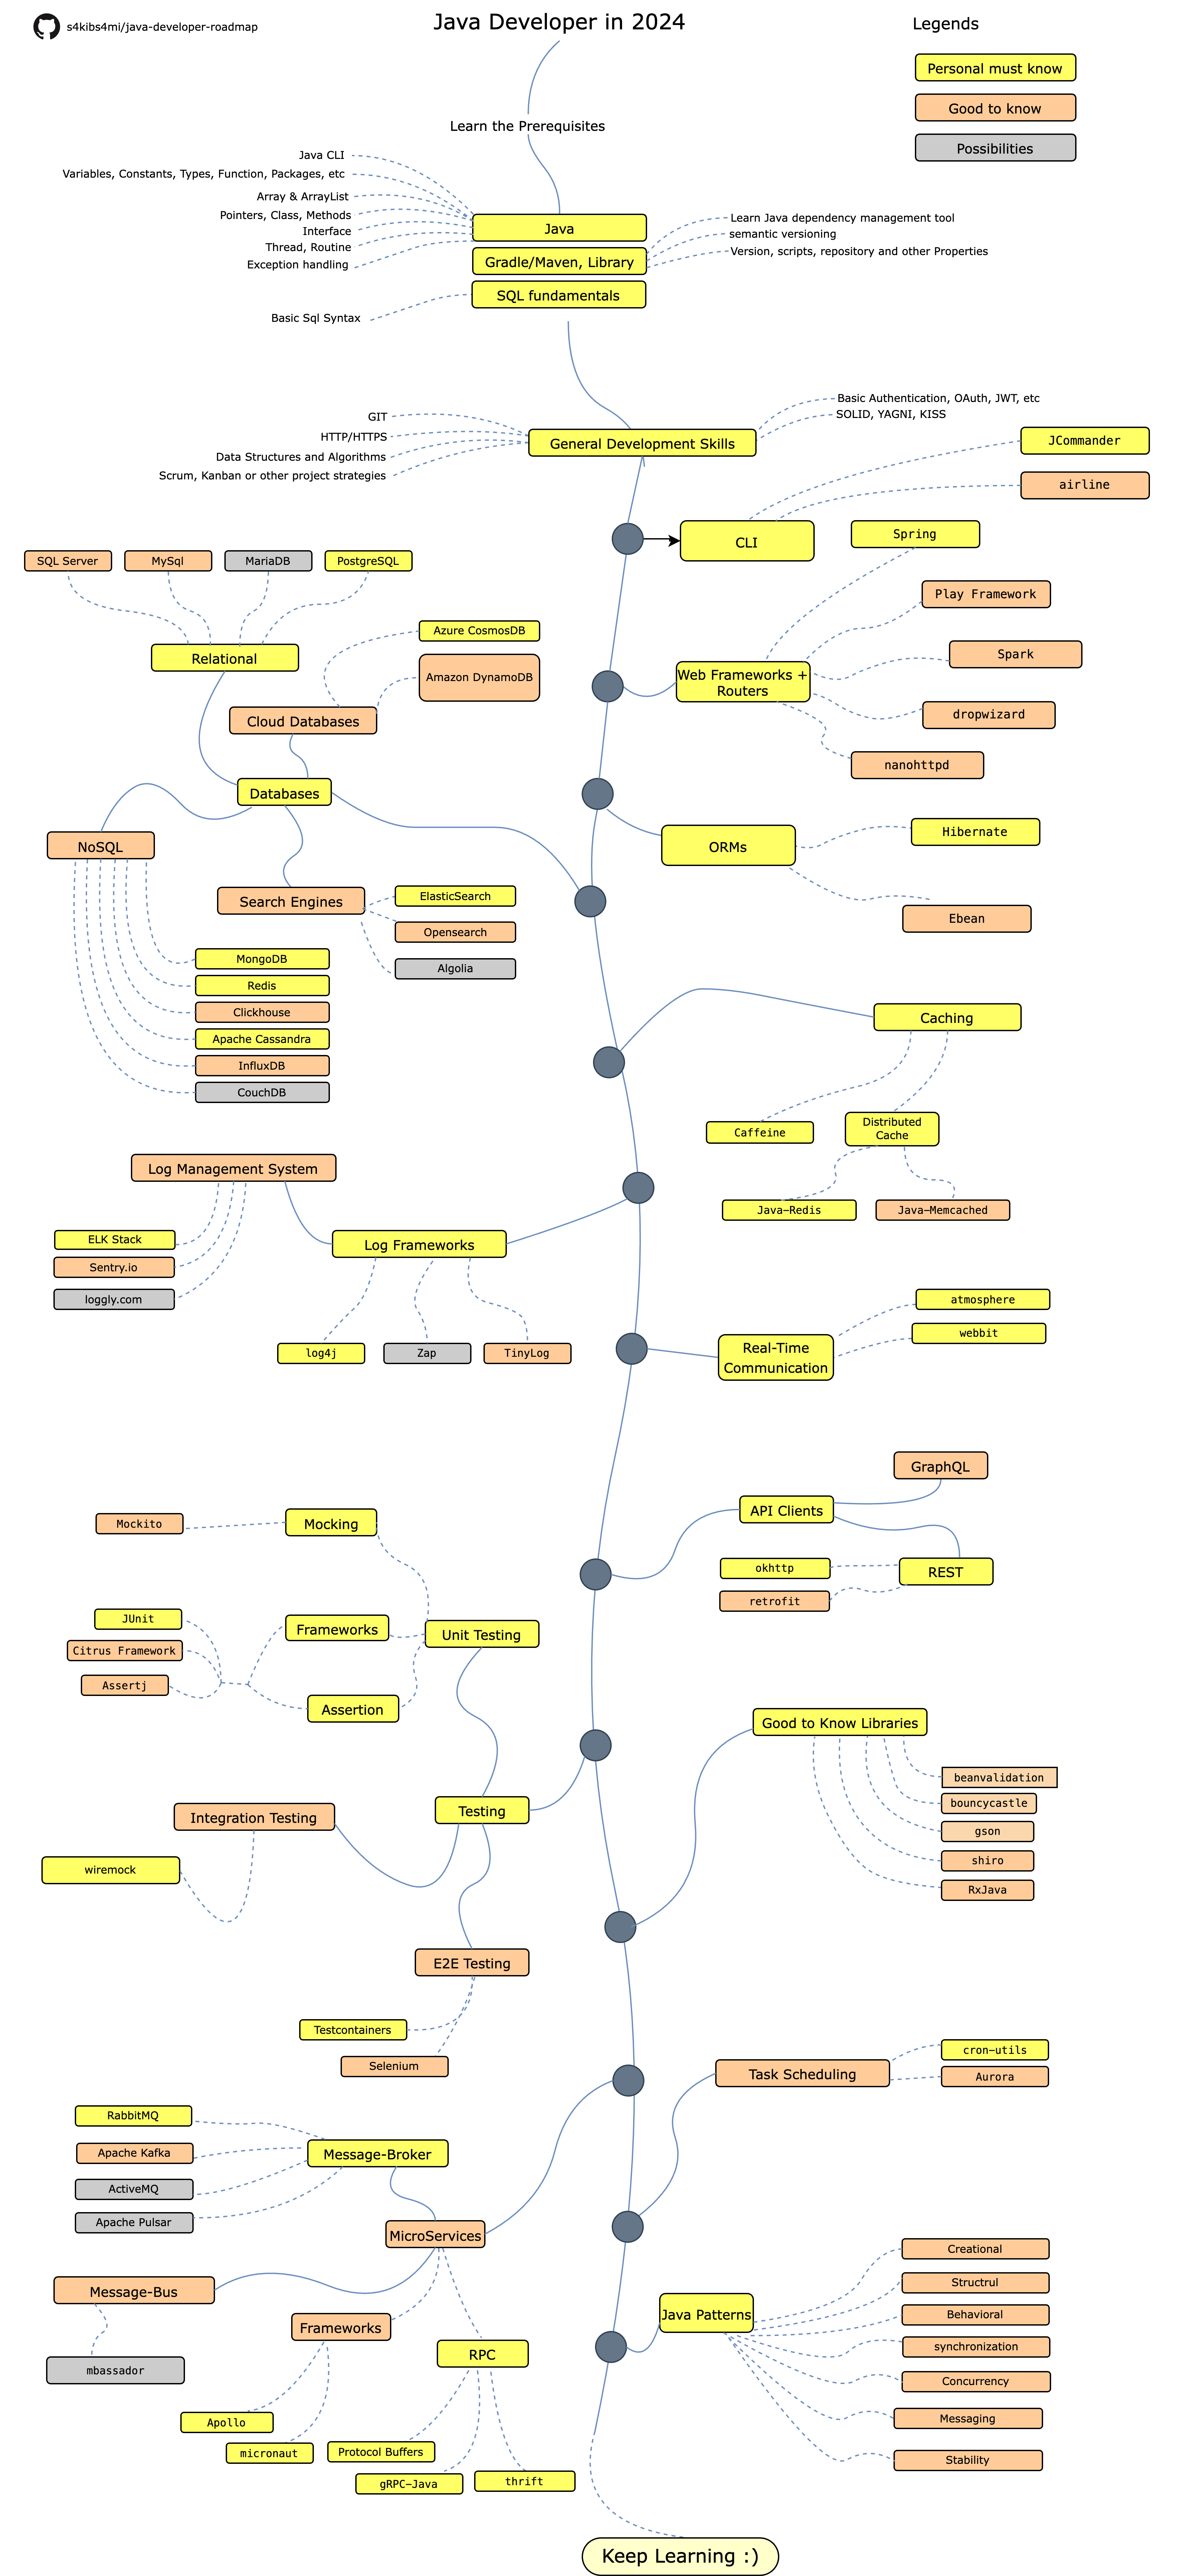 s4kibs4mi/java-developer-roadmap
Java Developer in 2024
Legends
Personal must know
Good to know
Possibilities
Learn the Prerequisites
Java CLI
Variables, Constants, Types, Function, Packages, etc
Array & ArrayList
Pointers, Class, Methods
Interface
Thread, Routine
Exception handling
Java
Gradle/Maven, Library
SQL fundamentals
Learn Java dependency management tool
semantic versioning
Version, scripts, repository and other Properties
Basic Sql Syntax
GIT
HTTP/HTTPS
Data Structures and Algorithms
Scrum, Kanban or other project strategies
General Development Skills
Basic Authentication, OAuth, JWT, etc
SOLID, YAGNI, KISS
JCommander
airline
CLI
Spring
Play Framework
Spark
dropwizard
nanohttpd
Web Frameworks +
Routers
SQL Server
MySql
MariaDB
PostgreSQL
Relational
Azure CosmosDB
Amazon DynamoDB
Cloud Databases
Databases
NoSQL
Search Engines
ElasticSearch
Opensearch
Algolia
MongoDB
Redis
Clickhouse
Apache Cassandra
InfluxDB
CouchDB
ORMs
Hibernate
Ebean
Caching
Caffeine
Distributed
Cache
Java-Redis
Java-Memcached
Log Management System
ELK Stack
Sentry.io
loggly.com
Log Frameworks
log4j
Zap
TinyLog
Real-Time
Communication
atmosphere
webbit
GraphQL
API Clients
REST
okhttp
retrofit
Mockito
Mocking
JUnit
Citrus Framework
Assertj
Frameworks
Assertion
Unit Testing
Good to Know Libraries
beanvalidation
bouncycastle
gson
shiro
RxJava
Testing
Integration Testing
wiremock
E2E Testing
Testcontainers
Selenium
Task Scheduling
cron-utils
Aurora
RabbitMQ
Apache Kafka
ActiveMQ
Apache Pulsar
Message-Broker
MicroServices
Message-Bus
mbassador
Frameworks
Apollo
micronaut
RPC
Protocol Buffers
gRPC-Java
thrift
Java Patterns
Creational
Structrul
Behavioral
synchronization
Concurrency
Messaging
Stability
Keep Learning :)